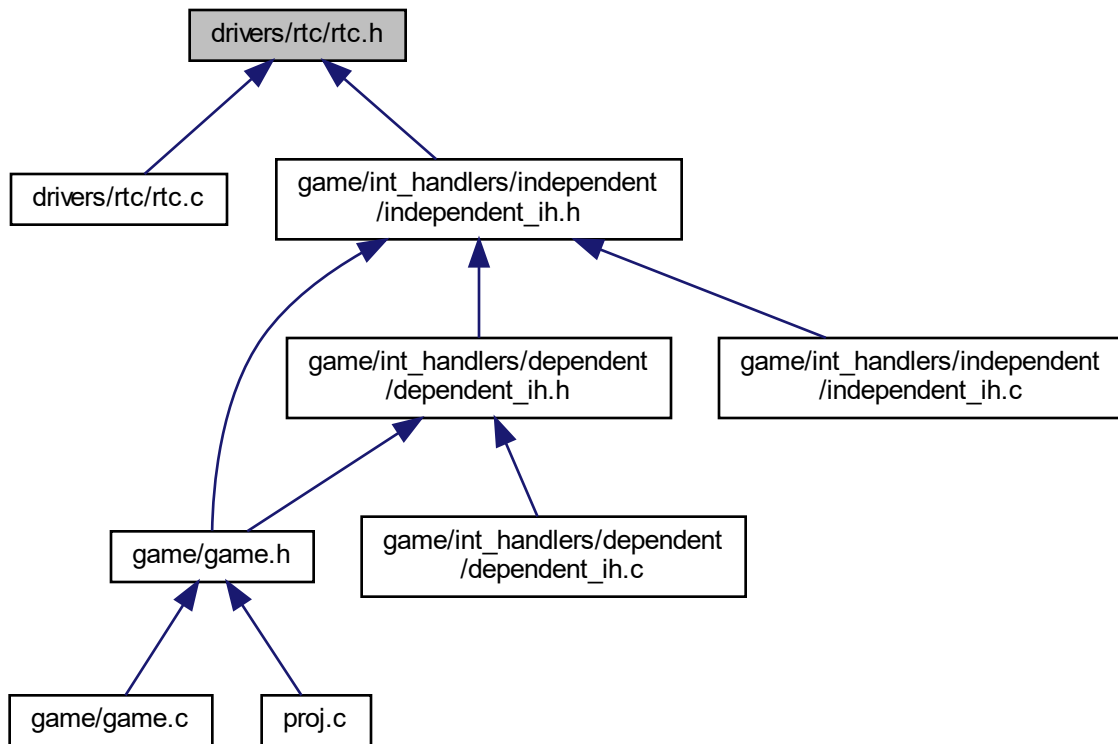 drivers/rtc/rtc.h
drivers/rtc/rtc.c
game/int_handlers/independent
/independent_ih.h
game/int_handlers/dependent
/dependent_ih.h
game/int_handlers/independent
/independent_ih.c
game/game.h
game/int_handlers/dependent
/dependent_ih.c
game/game.c
proj.c